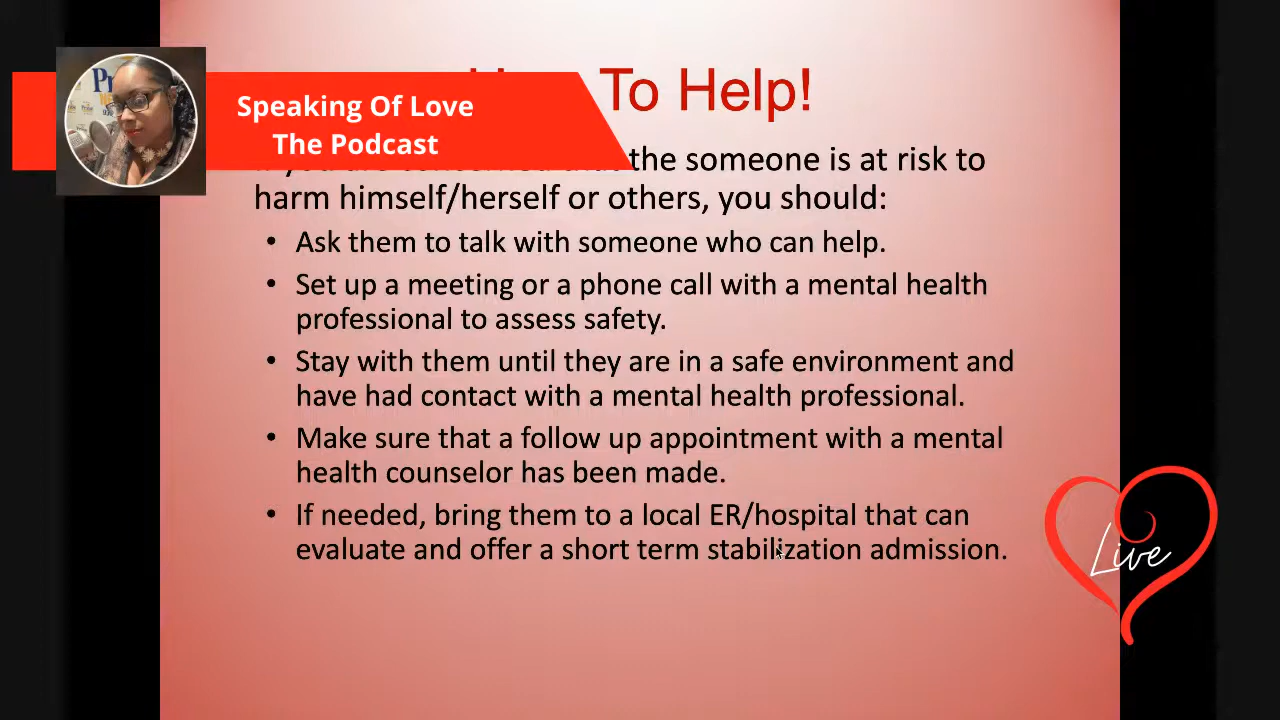 To Help!
Speaking Of Love
The Podcast
the someone is at risk to
harm himself/herself or others, you should:
• Ask them to talk with someone who can help.
• Set up a meeting or a phone call with a mental health
professional to assess safety.
• Stay with them until they are in a safe environment and
have had contact with a mental health professional.
• Make sure that a follow up appointment with a mental
health counselor has been made.
• If needed, bring them to a local ER/hospital that can
evaluate and offer a short term stabilization admission.
Live